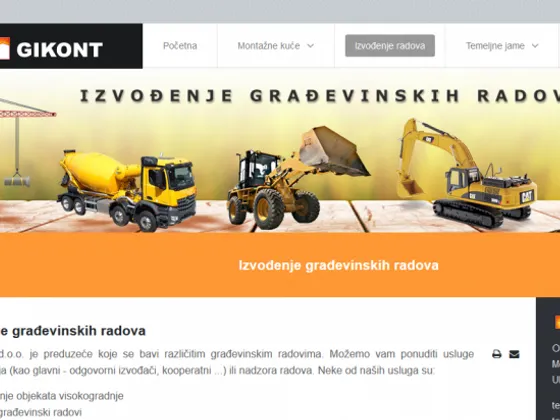 GIKONT
Početna
Montažne kuće
Izvođenje radova
Temeljne jame
IZVOĐENJE GRAĐEVINSKIH RADOV
CAT
Izvođenje građevinskih radova
e građevinskih radova
d.o.o. je preduzeće koje se bavi različitim građevinskim radovima. Možemo vam ponuditi usluge
ja (kao glavni - odgovorni izvođači, kooperatni ...) ili nadzora radova. Neke od naših usluga su:
nje objekata visokogradnje
građevinski radovi
te